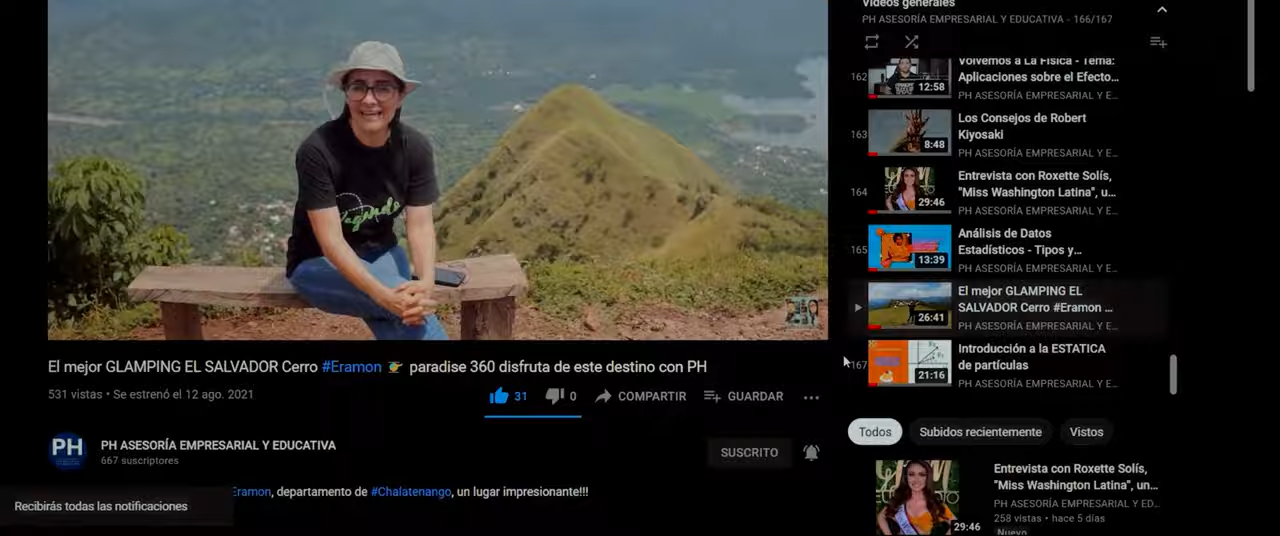 Vídeos generales
PH ASESORÍA EMPRESARIAL Y EDUCATIVA - 166/167
162
Volvemos a La Física - Tema:
Aplicaciones sobre el Efecto...
PH ASESORÍA EMPRESARIAL Y E...
12:58
163
Los Consejos de Robert
Kiyosaki
PH ASESORÍA EMPRESARIAL Y E...
8:48
164
Entrevista con Roxette Solís,
"Miss Washington Latina", u...
PH ASESORÍA EMPRESARIAL Y E...
29:46
165
Análisis de Datos
Estadísticos - Tipos y...
PH ASESORÍA EMPRESARIAL Y E...
13:39
El mejor GLAMPING EL
SALVADOR Cerro #Eramon ...
PH ASESORÍA EMPRESARIAL Y E...
26:41
167
Introducción a la ESTATICA
de partículas
PH ASESORÍA EMPRESARIAL Y E...
21:16
El mejor GLAMPING EL SALVADOR Cerro #Eramon paradise 360 disfruta de este destino con PH
531 vistas • Se estrenó el 12 ago. 2021
31
0
COMPARTIR
GUARDAR
PH
PH ASESORÍA EMPRESARIAL Y EDUCATIVA
667 suscriptores
SUSCRITO
Eramon, departamento de #Chalatenango, un lugar impresionante!!!
Recibirás todas las notificaciones
Todos
Subidos recientemente
Vistos
Entrevista con Roxette Solís,
"Miss Washington Latina", un...
PH ASESORÍA EMPRESARIAL Y ED...
258 vistas • hace 5 días
Nuevo
29:46